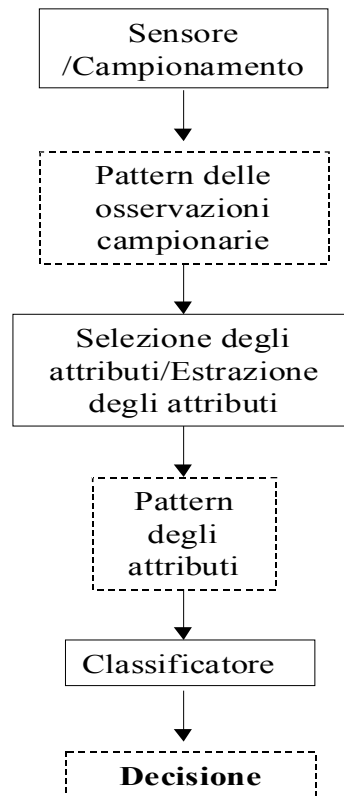 Sensore
/Campionamento
Pattern delle
osservazioni
campionarie
Selezione degli
attributi/Estrazione
degli attributi
Pattern
degli
attributi
Classificatore
Decisione